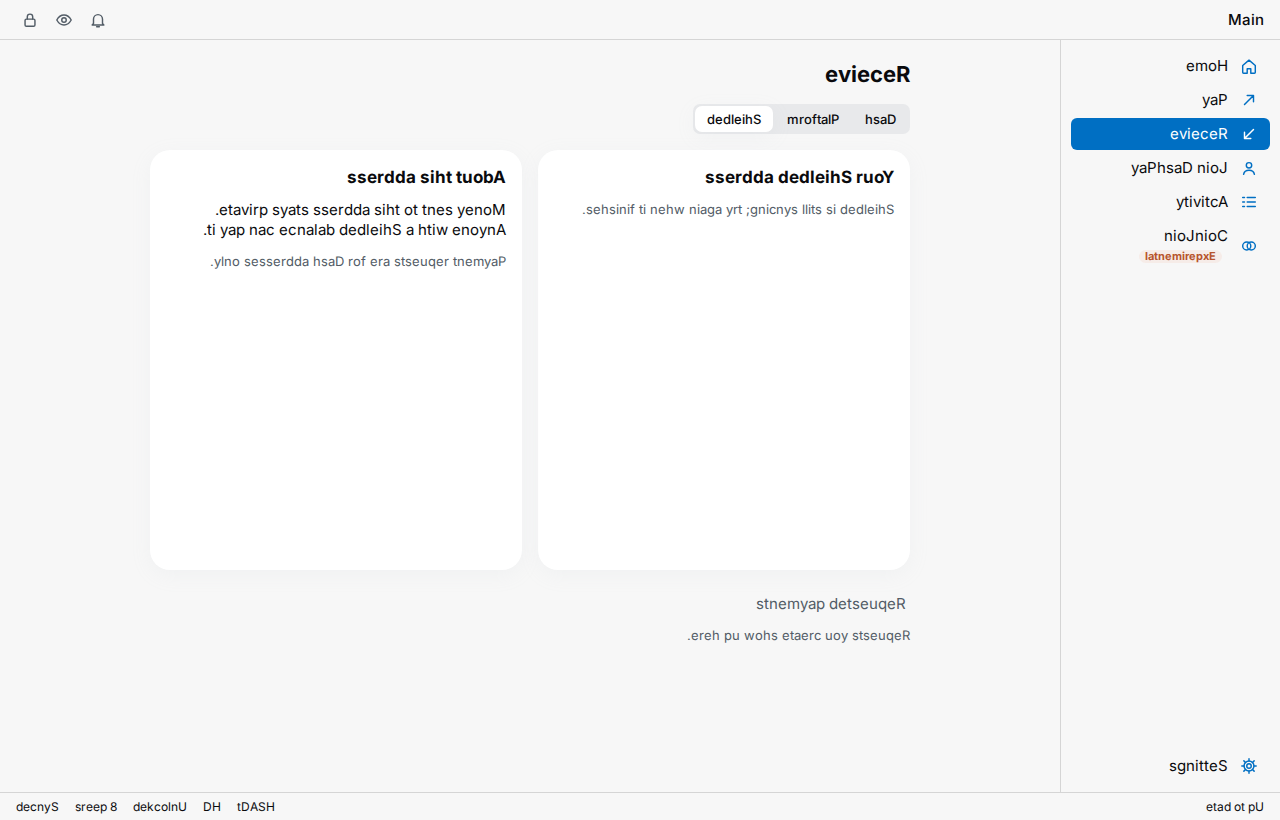 Main
emoH
yaP
evieceR
yaPhsaD nioJ
ytivitcA
nioJnioC
latnemirepxE
sgnitteS
evieceR
hsaD
mroftalP
dedleihS
sserdda dedleihS ruoY
.sehsinif ti nehw niaga yrt ;gnicnys llits si dedleihS
sserdda siht tuobA
.etavirp syats sserdda siht ot tnes yenoM
.ti yap nac ecnalab dedleihS a htiw enoynA
.ylno sesserdda hsaD rof era stseuqer tnemyaP
stnemyap detseuqeR
.ereh pu wohs etaerc uoy stseuqeR
etad ot pU
tDASH
DH
dekcolnU
sreep 8
decnyS